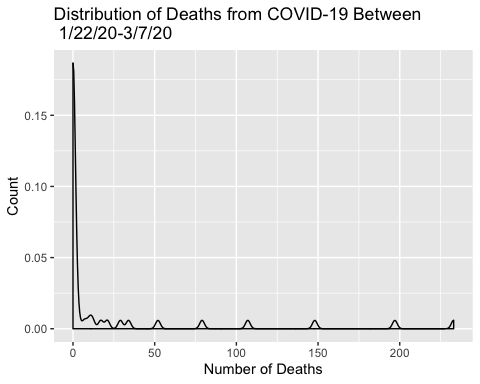 Distribution of Deaths from COVID-19 Between
1/22/20-3/7/20
0.15
0.10
0.05
0.00
Count
0 50 100 150 200
Number of Deaths